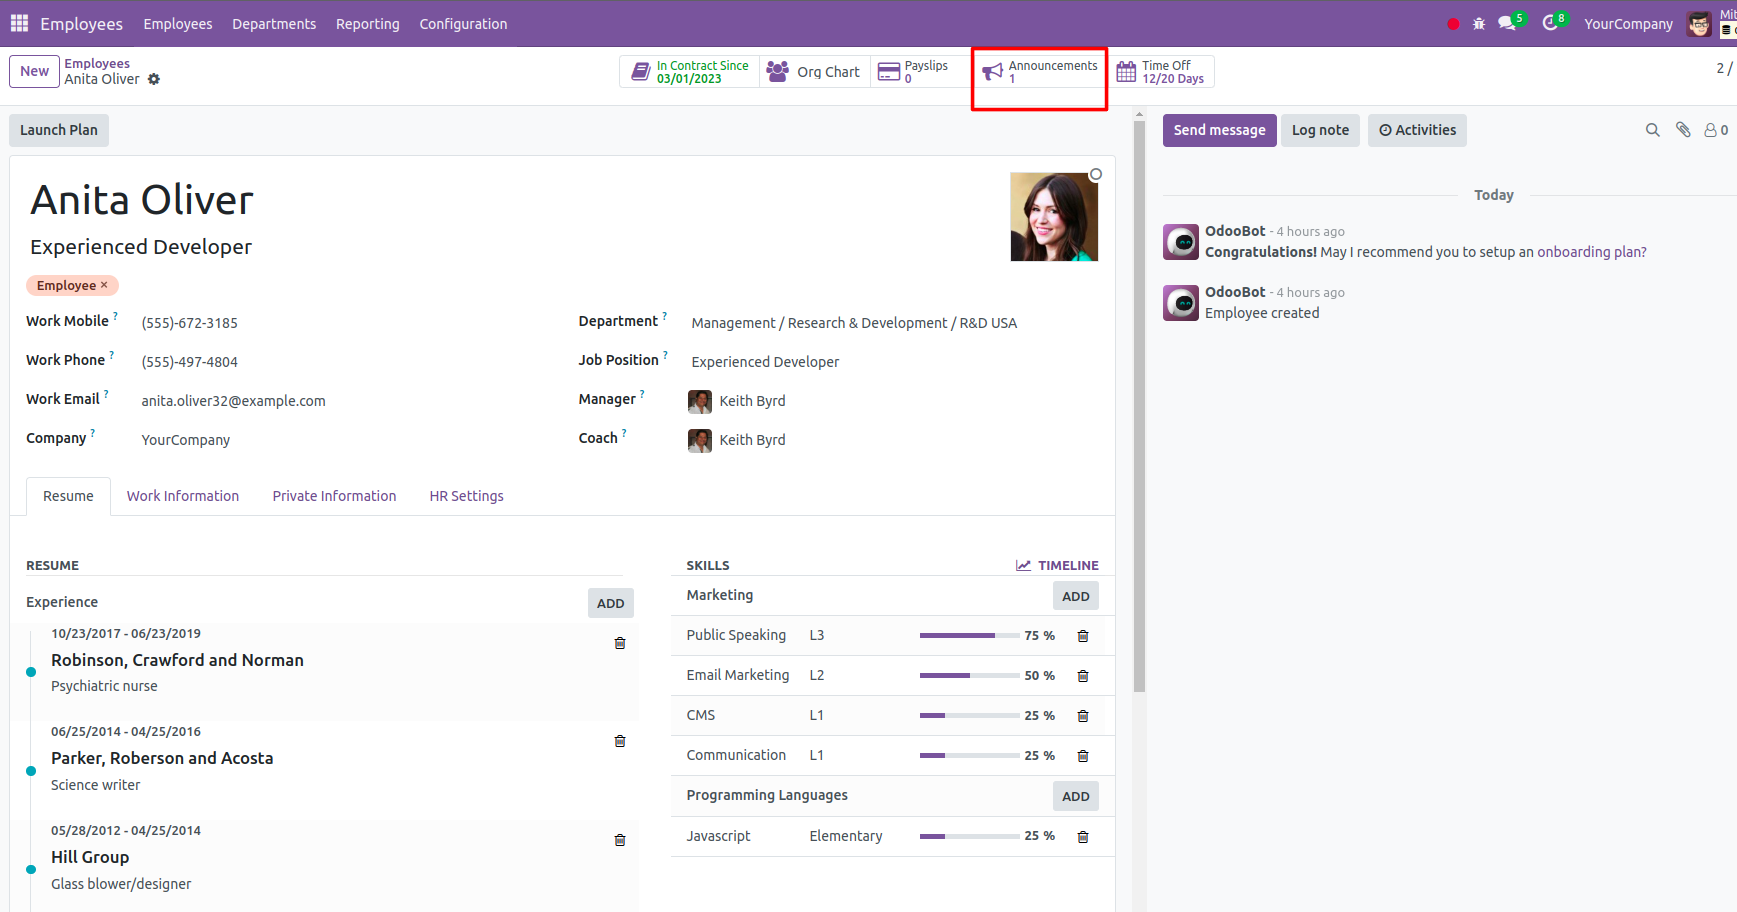 Employees Employees Departments Reporting Configuration 5 8 YourCompany Mit
New Employees
Anita Oliver
In Contract Since
03/01/2023
Org Chart
Payslips
0
Announcements
1
Time Off
12/20 Days
2 /
Launch Plan
Send message Log note Activities 0
Anita Oliver
Experienced Developer
Employee ×
Work Mobile ? (555)-672-3185
Work Phone ? (555)-497-4804
Work Email ? anita.oliver32@example.com
Company ? YourCompany
Department ? Management / Research & Development / R&D USA
Job Position ? Experienced Developer
Manager ? Keith Byrd
Coach ? Keith Byrd
Resume Work Information Private Information HR Settings
RESUME
Experience ADD
10/23/2017 - 06/23/2019
Robinson, Crawford and Norman
Psychiatric nurse
06/25/2014 - 04/25/2016
Parker, Roberson and Acosta
Science writer
05/28/2012 - 04/25/2014
Hill Group
Glass blower/designer
SKILLS TIMELINE
Marketing ADD
Public Speaking L3 75 %
Email Marketing L2 50 %
CMS L1 25 %
Communication L1 25 %
Programming Languages ADD
Javascript Elementary 25 %
Today
OdooBot - 4 hours ago
Congratulations! May I recommend you to setup an onboarding plan?
OdooBot - 4 hours ago
Employee created